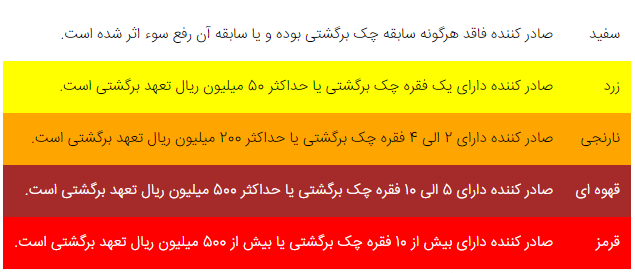 سفید صادر کننده فاقد هرگونه سابقه چک برگشتی بوده و یا سابقه آن رفع سوء اثر شده است.
زرد صادر کننده دارای یک فقره چک برگشتی یا حداکثر ۵۰ میلیون ریال تعهد برگشتی است.
نارنجی صادر کننده دارای ۲ الی ۴ فقره چک برگشتی یا حداکثر ۲۰۰ میلیون ریال تعهد برگشتی است.
قهوه ای صادر کننده دارای ۵ الی ۱۰ فقره چک برگشتی یا حداکثر ۵۰۰ میلیون ریال تعهد برگشتی است.
قرمز صادر کننده دارای بیش از ۱۰ فقره چک برگشتی یا بیش از ۵۰۰ میلیون ریال تعهد برگشتی است.